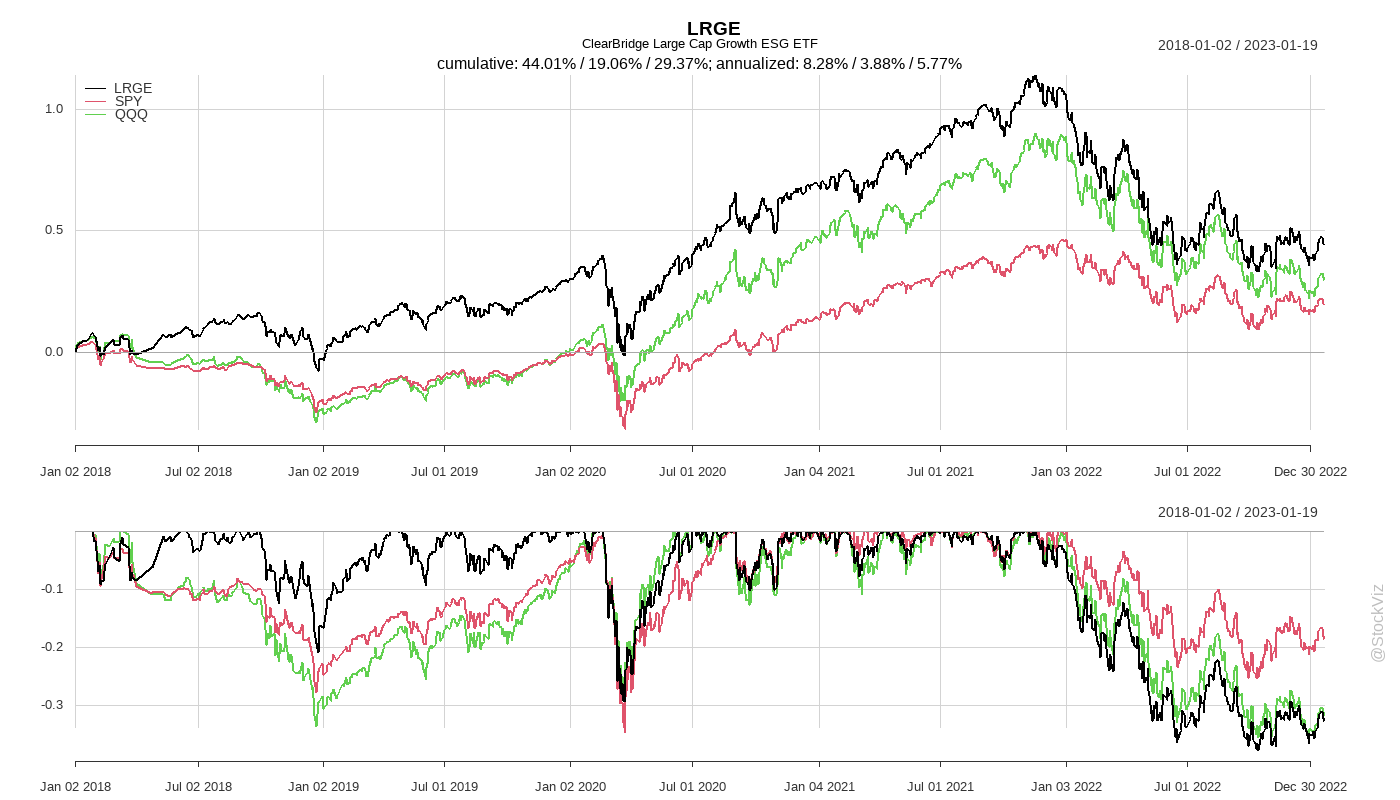 LRGE
ClearBridge Large Cap Growth ESG ETF
2018-01-02 / 2023-01-19
cumulative: 44.01% / 19.06% / 29.37%; annualized: 8.28% / 3.88% / 5.77%
LRGE
SPY
QQQ
1.0
0.5
0.0
Jan 02 2018 Jul 02 2018 Jan 02 2019 Jul 01 2019 Jan 02 2020 Jul 01 2020 Jan 04 2021 Jul 01 2021 Jan 03 2022 Jul 01 2022 Dec 30 2022
2018-01-02 / 2023-01-19
-0.1
-0.2
-0.3
Jan 02 2018 Jul 02 2018 Jan 02 2019 Jul 01 2019 Jan 02 2020 Jul 01 2020 Jan 04 2021 Jul 01 2021 Jan 03 2022 Jul 01 2022 Dec 30 2022
@StockViz